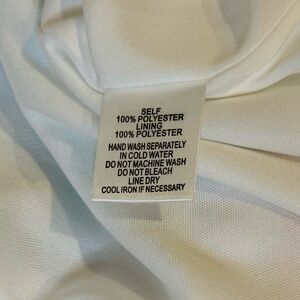 SELF
100% POLYESTER
LINING
100% POLYESTER
HAND WASH SEPARATELY
IN COLD WATER
DO NOT MACHINE WASH
DO NOT BLEACH
LINE DRY
COOL IRON IF NECESSARY